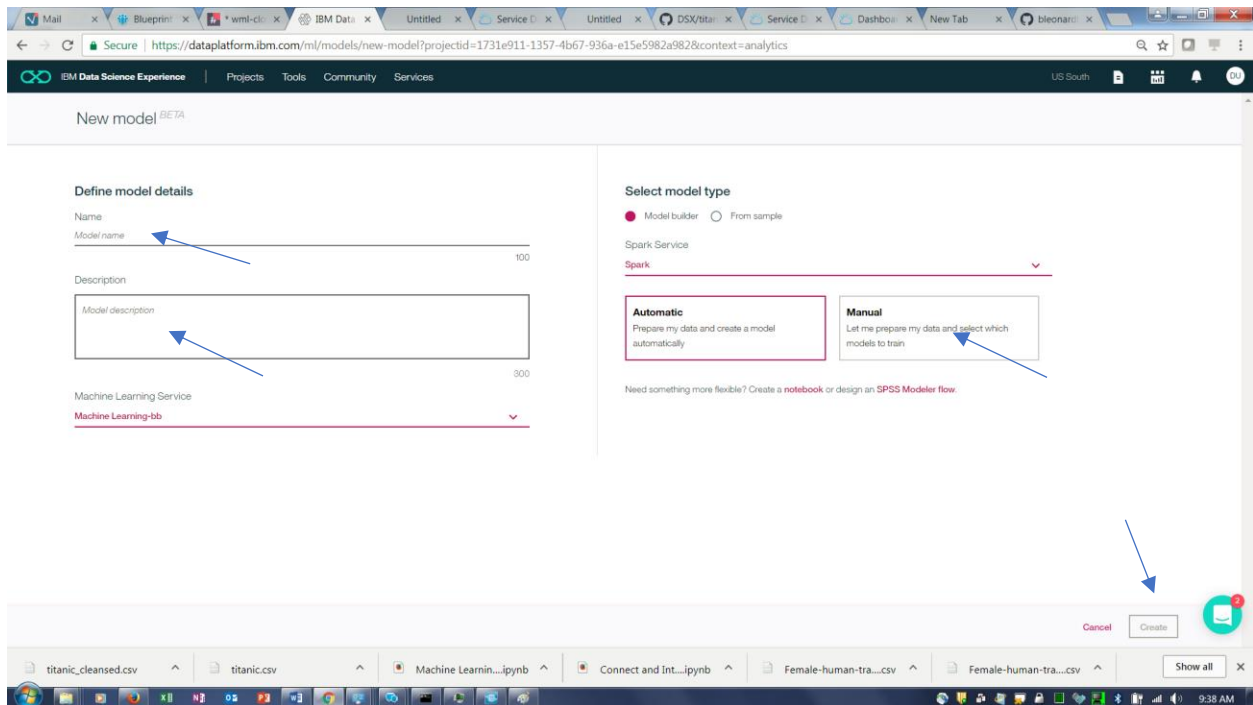 Mail
Blueprint
* wml-clo
IBM Data
Untitled
Service D
Untitled
DSX/titan
Service D
Dashboar
New Tab
bleonard
Secure | https://dataplatform.ibm.com/ml/models/new-model?projectid=1731e911-1357-4b67-936a-e15e5982a982&context=analytics
IBM Data Science Experience
Projects
Tools
Community
Services
US South
DU
New model BETA
Define model details
Name
Model name
100
Description
Model description
300
Machine Learning Service
Machine Learning-bb
Select model type
Model builder
From sample
Spark Service
Spark
Automatic
Prepare my data and create a model
automatically
Manual
Let me prepare my data and select which
models to train
Need something more flexible? Create a notebook or design an SPSS Modeler flow.
Cancel
Create
2
titanic_cleansed.csv
titanic.csv
Machine Learnin....ipynb
Connect and Int....ipynb
Female-human-tra....csv
Female-human-tra....csv
Show all
9:38 AM